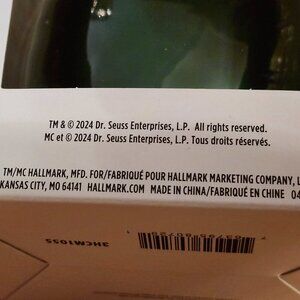 TM & © 2024 Dr. Seuss Enterprises, L.P. All rights reserved.
MC et © 2024 Dr. Seuss Enterprises, L.P. Tous droits réservés.
TM/MC HALLMARK, MFD. FOR/FABRIQUÉ POUR HALLMARK MARKETING COMPANY,
KANSAS CITY, MO 64141 HALLMARK.COM MADE IN CHINA/FABRIQUÉ EN CHINE 04
3HCM1055